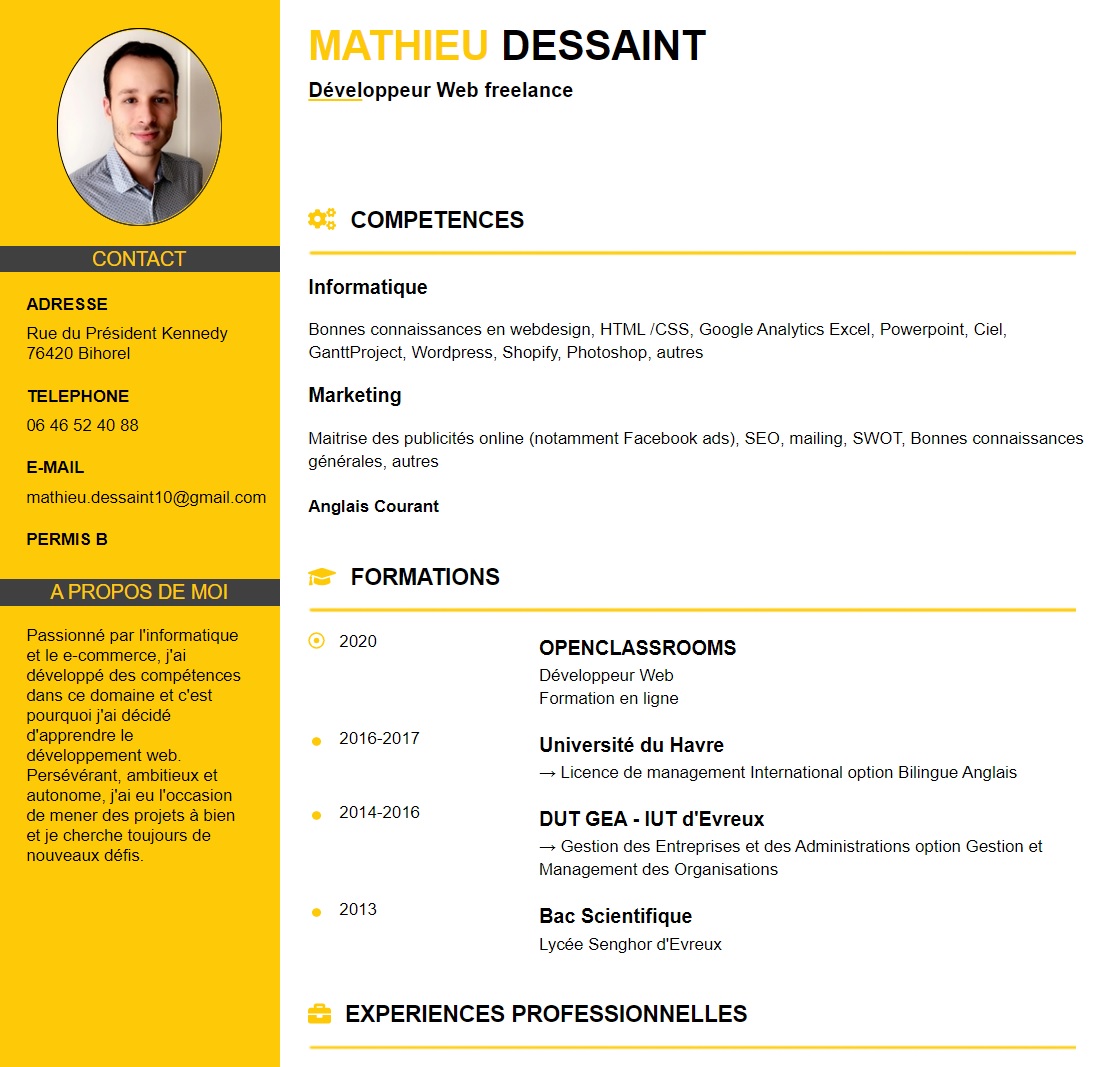 MATHIEU DESSAINT
Développeur Web freelance
CONTACT
ADRESSE
Rue du Président Kennedy
76420 Bihorel
TELEPHONE
06 46 52 40 88
E-MAIL
mathieu.dessaint10@gmail.com
PERMIS B
A PROPOS DE MOI
Passionné par l'informatique
et le e-commerce, j'ai
développé des compétences
dans ce domaine et c'est
pourquoi j'ai décidé
d'apprendre le
développement web.
Persévérant, ambitieux et
autonome, j'ai eu l'occasion
de mener des projets à bien
et je cherche toujours de
nouveaux défis.
COMPETENCES
Informatique
Bonnes connaissances en webdesign, HTML /CSS, Google Analytics Excel, Powerpoint, Ciel,
GanttProject, Wordpress, Shopify, Photoshop, autres
Marketing
Maitrise des publicités online (notamment Facebook ads), SEO, mailing, SWOT, Bonnes connaissances
générales, autres
Anglais Courant
FORMATIONS
2020
OPENCLASSROOMS
Développeur Web
Formation en ligne
2016-2017
Université du Havre
→ Licence de management International option Bilingue Anglais
2014-2016
DUT GEA - IUT d'Evreux
→ Gestion des Entreprises et des Administrations option Gestion et
Management des Organisations
2013
Bac Scientifique
Lycée Senghor d'Evreux
EXPERIENCES PROFESSIONNELLES